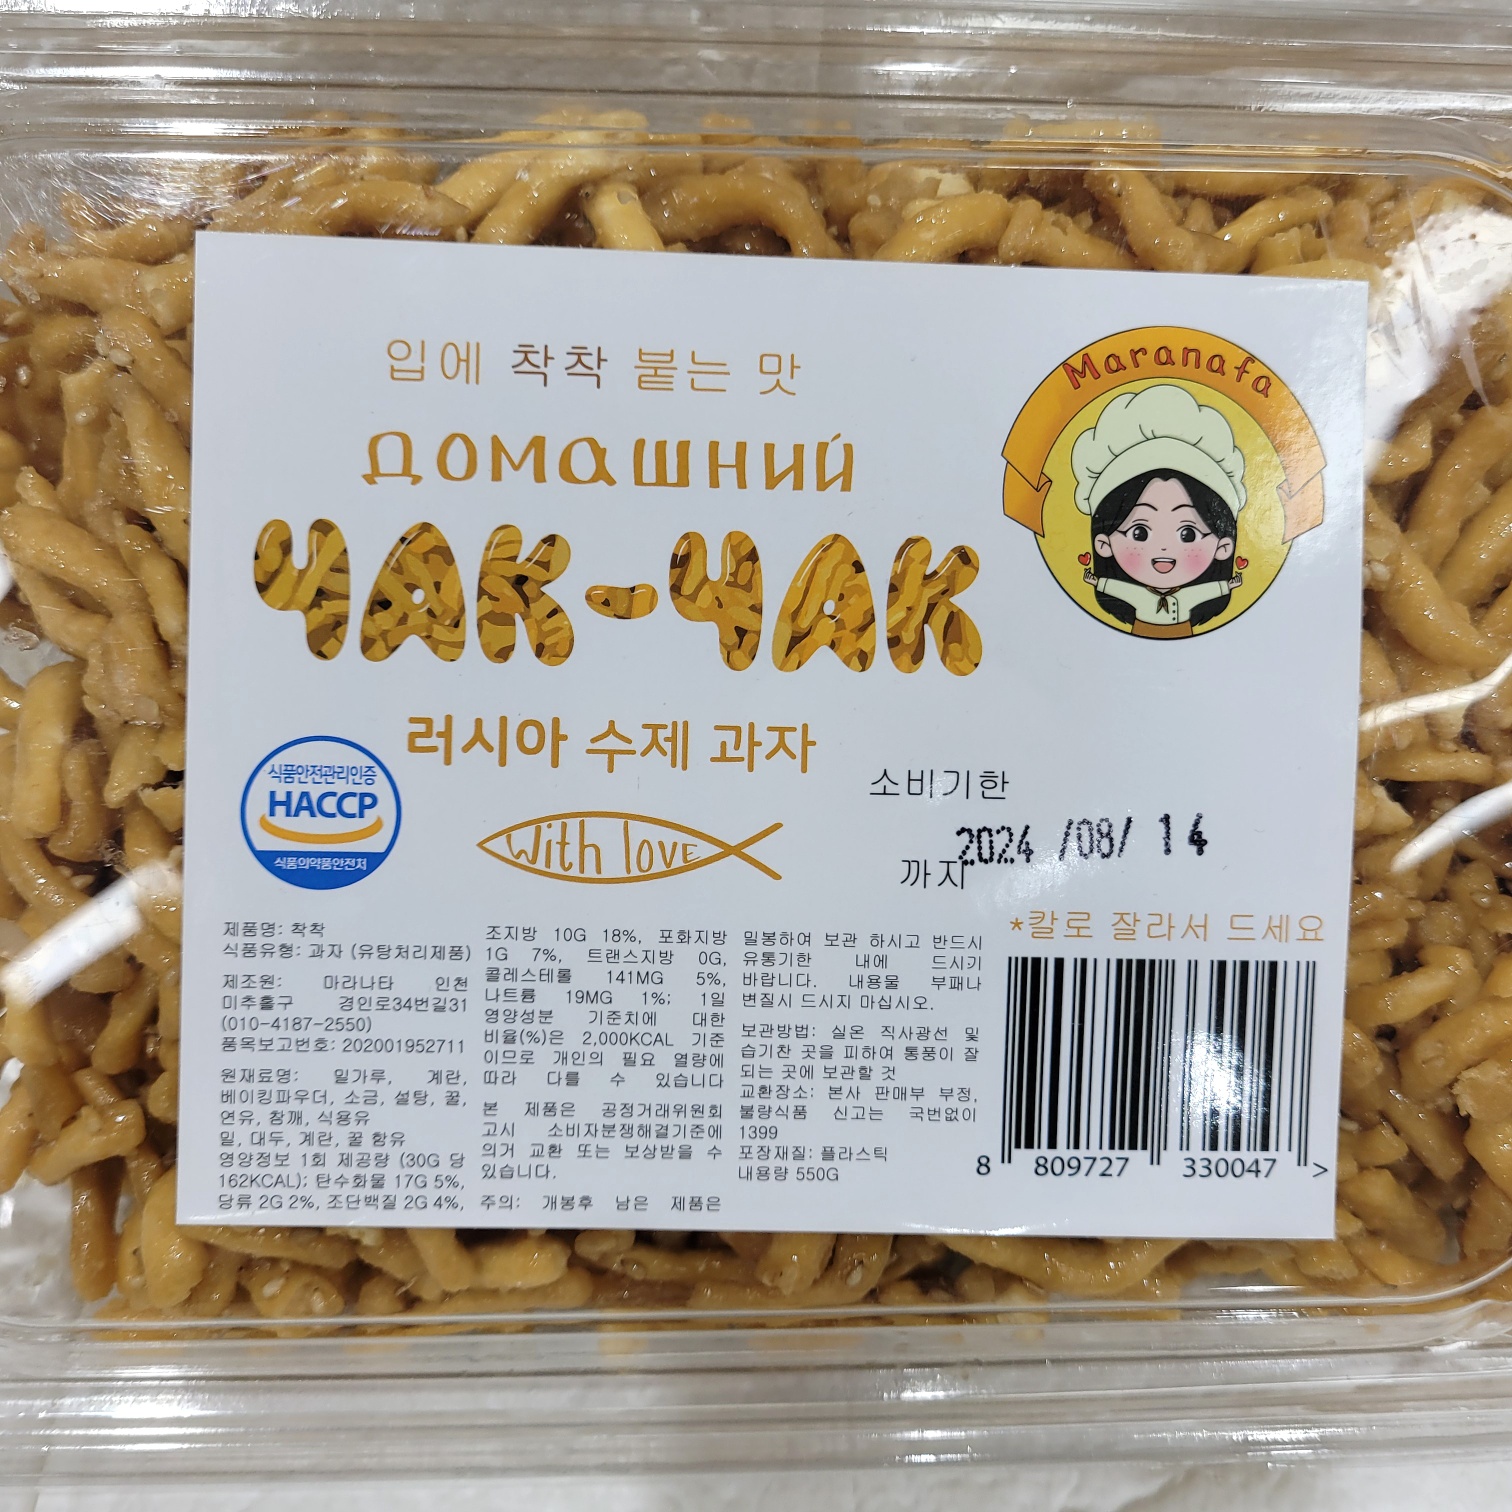 입에 착착 붙는 맛
Maranafa
домашний
ЧАК-ЧАК
러시아 수제 과자
식품안전관리인증
HACCP
식품의약품안전처
with love
소비기한
2024 /08/ 14
까지
*칼로 잘라서 드세요
제품명: 착착
식품유형: 과자 (유탕처리제품)
제조원: 마라나타 인천
미추홀구 경인로34번길31
(010-4187-2550)
품목보고번호: 202001952711
원재료명: 밀가루, 계란,
베이킹파우더, 소금, 설탕, 꿀,
연유, 참깨, 식용유
밀, 대두, 계란, 꿀 함유
영양정보 1회 제공량 (30G 당
162KCAL); 탄수화물 17G 5%,
당류 2G 2%, 조단백질 2G 4%,
조지방 10G 18%, 포화지방
1G 7%, 트랜스지방 0G,
콜레스테롤 141MG 5%,
나트륨 19MG 1%; 1일
영양성분 기준치에 대한
비율(%)은 2,000KCAL 기준
이므로 개인의 필요 열량에
따라 다를 수 있습니다
본 제품은 공정거래위원회
고시 소비자분쟁해결기준에
의거 교환 또는 보상받을 수
있습니다.
주의: 개봉후 남은 제품은
밀봉하여 보관 하시고 반드시
유통기한 내에 드시기
바랍니다. 내용물 부패나
변질시 드시지 마십시오.
보관방법: 실온 직사광선 및
습기찬 곳을 피하여 통풍이 잘
되는 곳에 보관할 것
교환장소: 본사 판매부 부정,
불량식품 신고는 국번없이
1399
포장재질: 플라스틱
내용량 550G
8 809727 330047 >